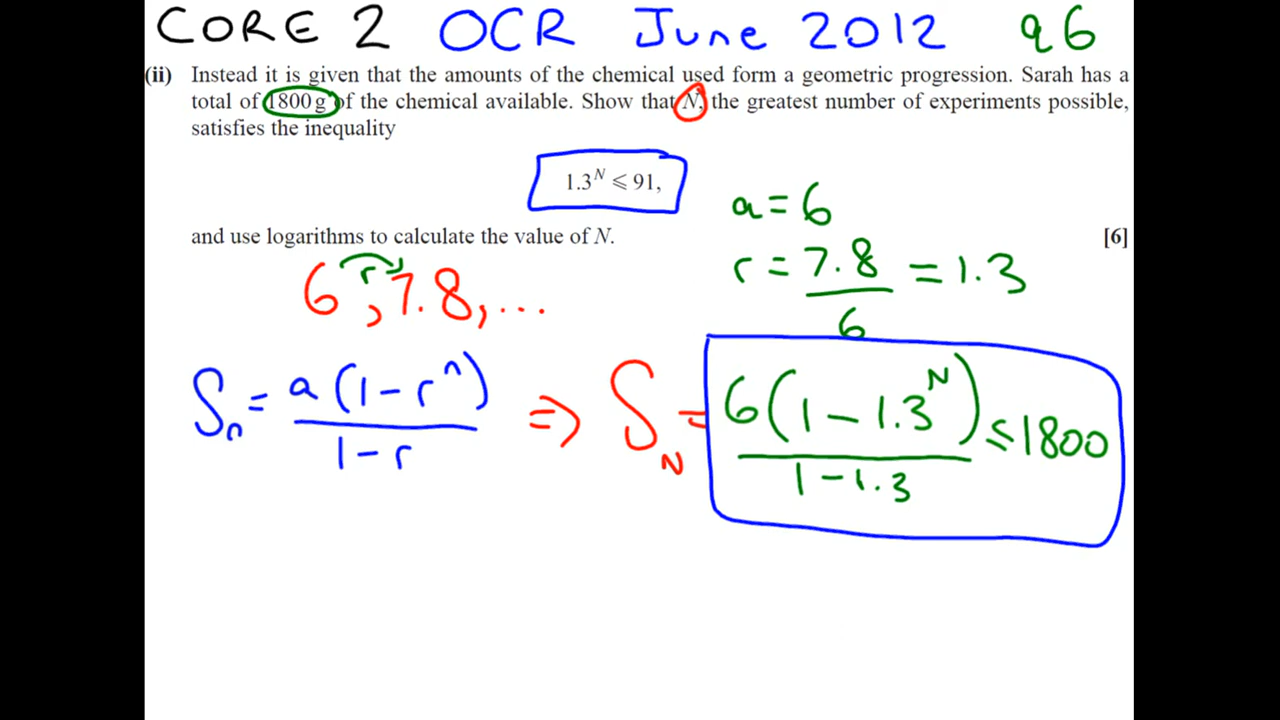 CORE 2 OCR June 2012 q6
(ii) Instead it is given that the amounts of the chemical used form a geometric progression. Sarah has a
total of 1800 g of the chemical available. Show that N, the greatest number of experiments possible,
satisfies the inequality
1.3^N ⩽ 91,
a = 6
and use logarithms to calculate the value of N. [6]
r = 7.8/6 = 1.3
r
6, 7.8, ...
Sₙ = a(1 - rⁿ)/(1 - r) ⇒ S_N = 6(1 - 1.3^N)/(1 - 1.3) ≤ 1800